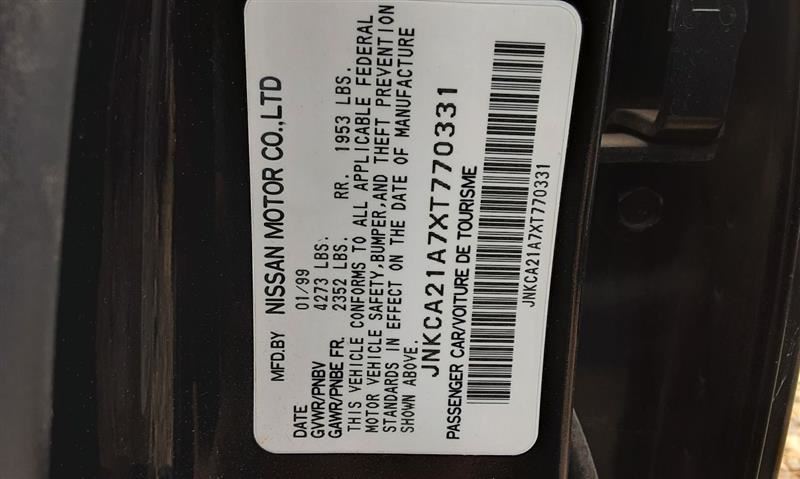 MFD.BY NISSAN MOTOR CO.,LTD
DATE 01/99
GVWR/PNBV 4273 LBS.
GAWR/PNBE FR. 2352 LBS. RR. 1953 LBS.
THIS VEHICLE CONFORMS TO ALL APPLICABLE FEDERAL
MOTOR VEHICLE SAFETY,BUMPER,AND THEFT PREVENTION
STANDARDS IN EFFECT ON THE DATE OF MANUFACTURE
SHOWN ABOVE.
JNKCA21A7XT770331
PASSENGER CAR/VOITURE DE TOURISME
JNKCA21A7XT770331